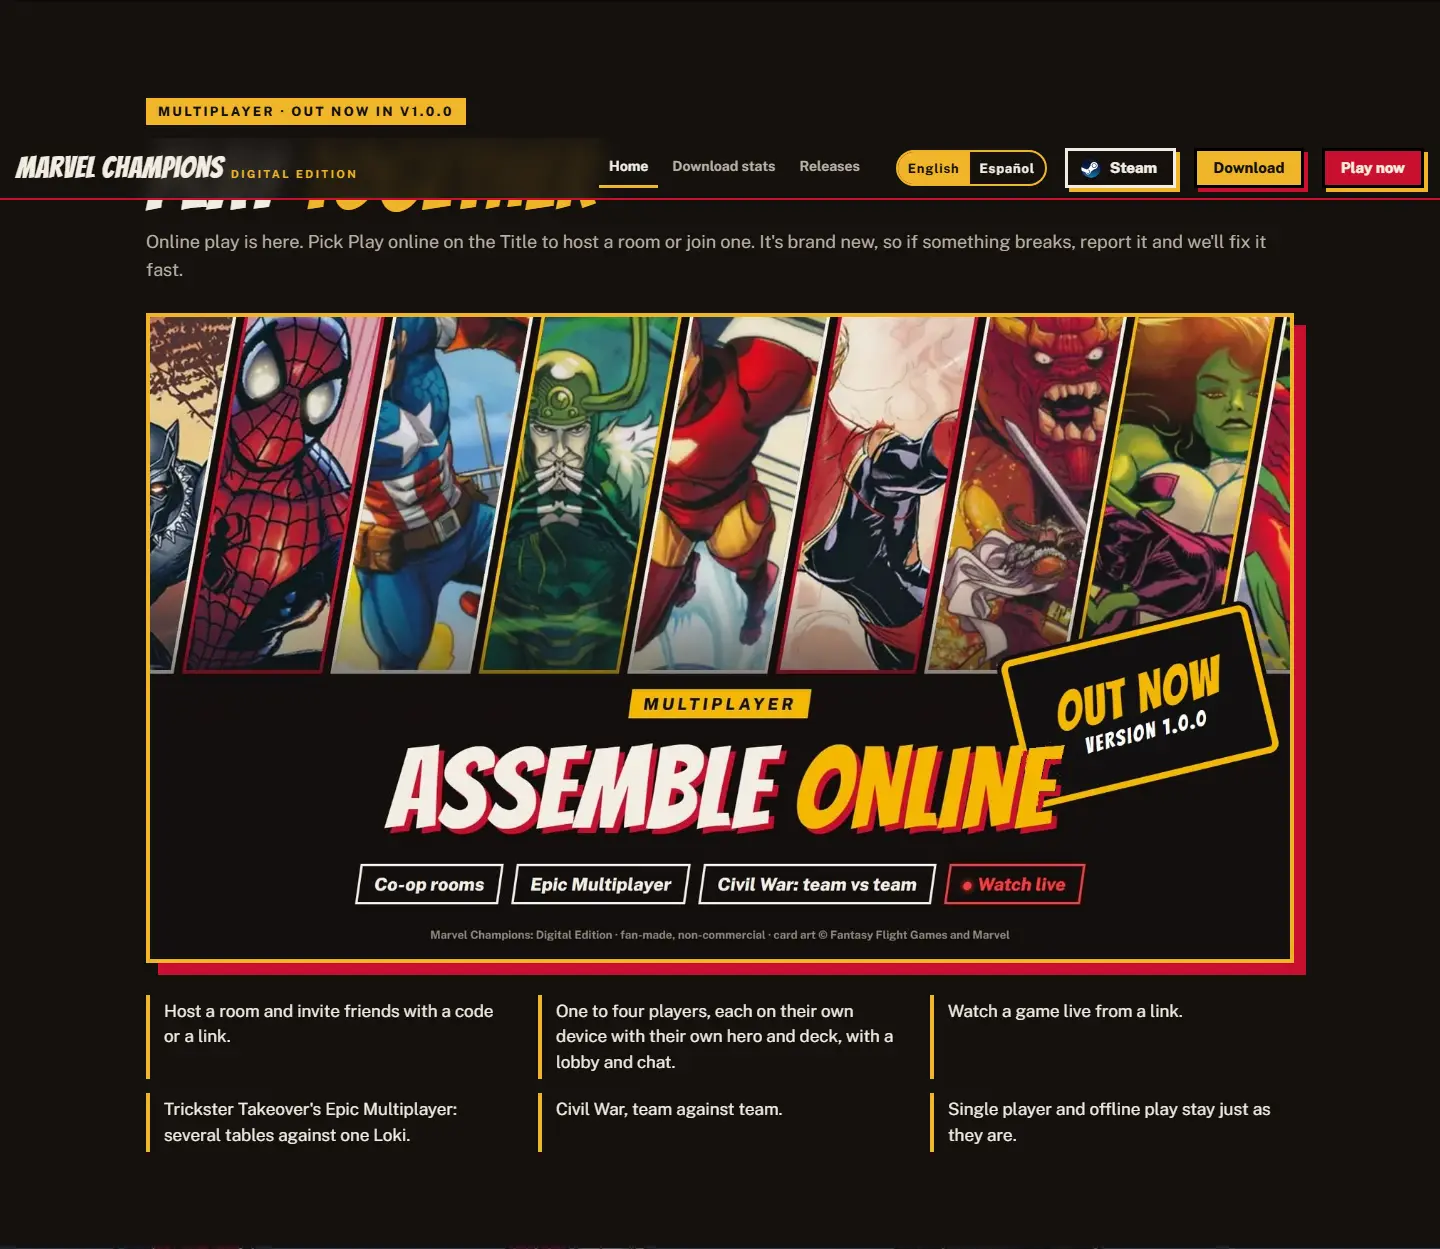 MULTIPLAYER · OUT NOW IN V1.0.0
MARVEL CHAMPIONS DIGITAL EDITION
Home
Download stats
Releases
English
Español
Steam
Download
Play now
PLAY TOGETHER
Online play is here. Pick Play online on the Title to host a room or join one. It's brand new, so if something breaks, report it and we'll fix it
fast.
OUT NOW
VERSION 1.0.0
MULTIPLAYER
ASSEMBLE ONLINE
Co-op rooms
Epic Multiplayer
Civil War: team vs team
Watch live
Marvel Champions: Digital Edition · fan-made, non-commercial · card art © Fantasy Flight Games and Marvel
Host a room and invite friends with a code
or a link.
One to four players, each on their own
device with their own hero and deck, with a
lobby and chat.
Watch a game live from a link.
Trickster Takeover's Epic Multiplayer:
several tables against one Loki.
Civil War, team against team.
Single player and offline play stay just as
they are.